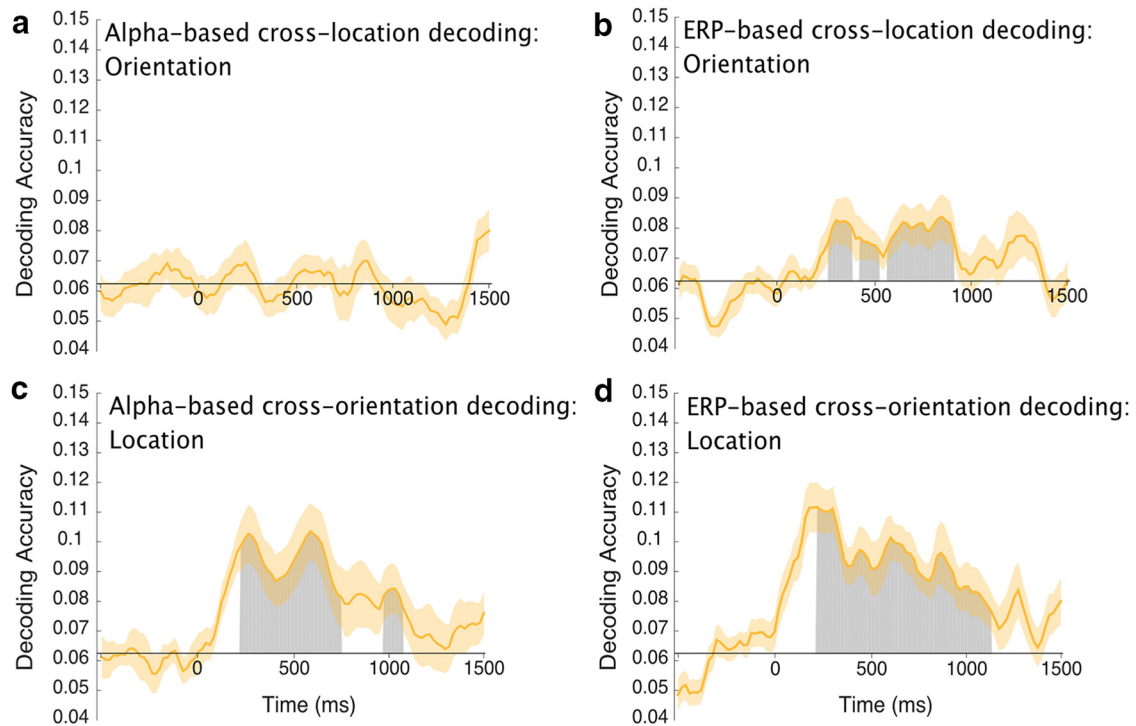 a
Alpha-based cross-location decoding:
Orientation
Decoding Accuracy
0.15
0.14
0.13
0.12
0.11
0.1
0.09
0.08
0.07
0.06
0.05
0.04
0 500 1000 1500
b
ERP-based cross-location decoding:
Orientation
Decoding Accuracy
0.15
0.14
0.13
0.12
0.11
0.1
0.09
0.08
0.07
0.06
0.05
0.04
0 500 1000 1500
c
Alpha-based cross-orientation decoding:
Location
Decoding Accuracy
0.15
0.14
0.13
0.12
0.11
0.1
0.09
0.08
0.07
0.06
0.05
0.04
0 500 1000 1500
Time (ms)
d
ERP-based cross-orientation decoding:
Location
Decoding Accuracy
0.15
0.14
0.13
0.12
0.11
0.1
0.09
0.08
0.07
0.06
0.05
0.04
0 500 1000 1500
Time (ms)